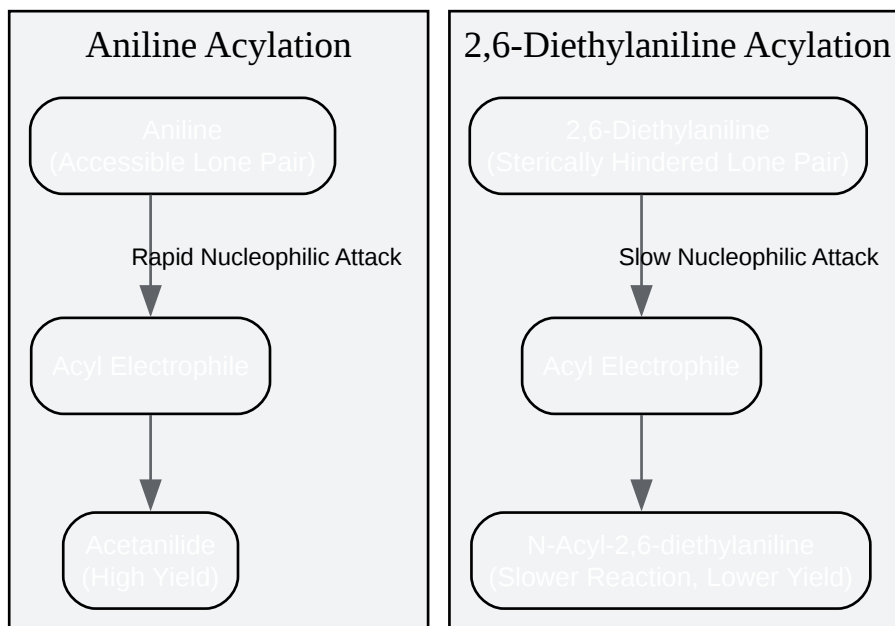 Aniline Acylation
Aniline
(Accessible Lone Pair)
Rapid Nucleophilic Attack
Acyl Electrophile
Acetanilide
(High Yield)
2,6-Diethylaniline Acylation
2,6-Diethylaniline
(Sterically Hindered Lone Pair)
Slow Nucleophilic Attack
Acyl Electrophile
N-Acyl-2,6-diethylaniline
(Slower Reaction, Lower Yield)